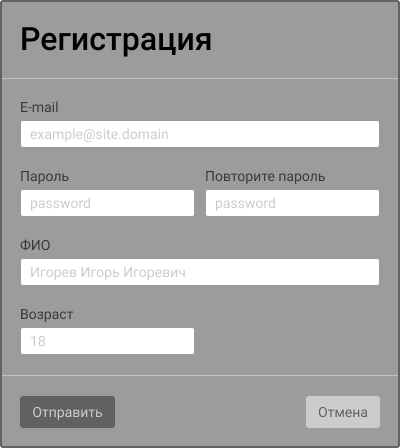 Регистрация
E-mail
example@site.domain
Пароль Повторите пароль
password password
ФИО
Игорев Игорь Игоревич
Возраст
18
Отправить Отмена